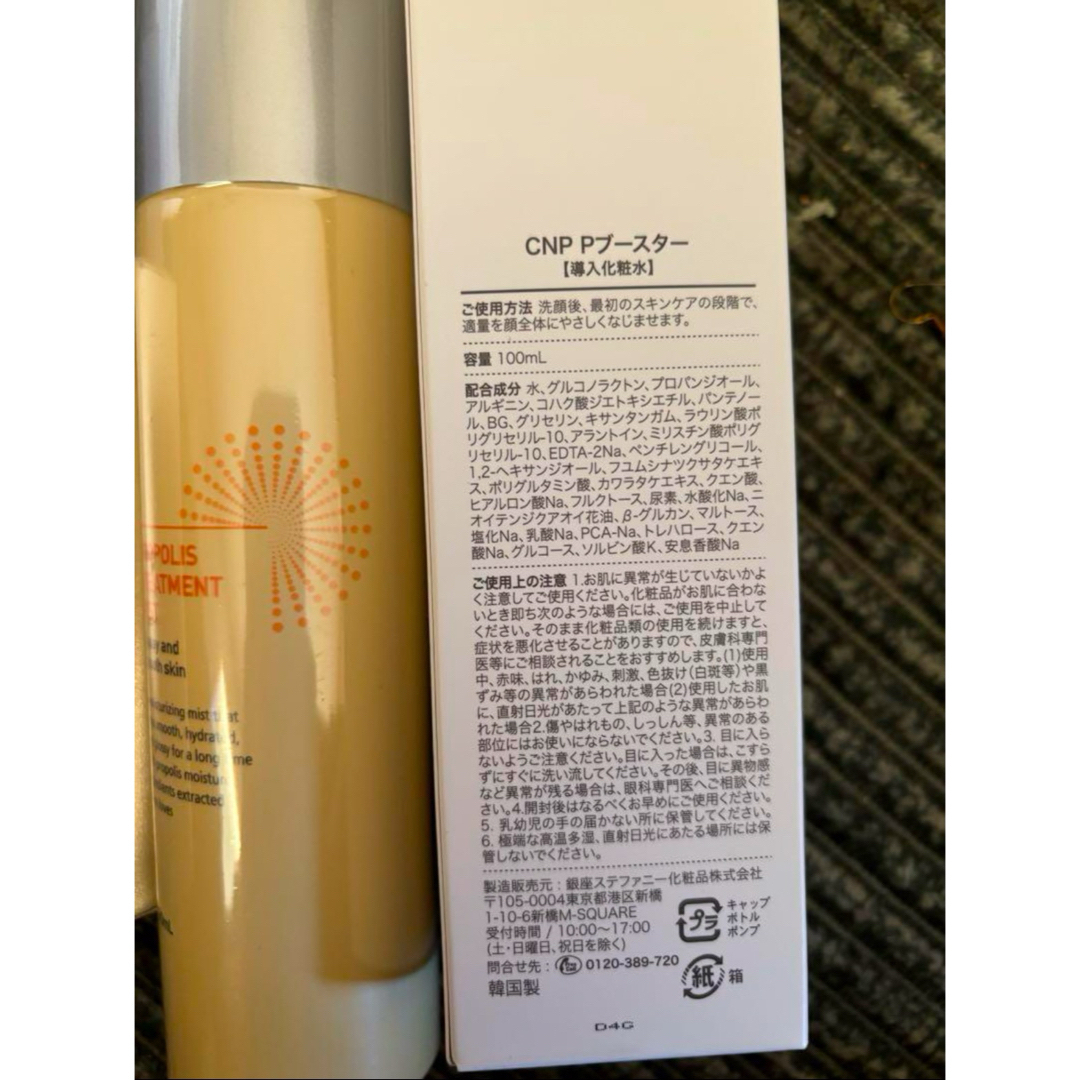 POLIS
ATMENT
and
skin
mist
smooth, hydrated,
for a long
propolis
extracted
CNP Pブースター
【導入化粧水】
ご使用方法 洗顔後、最初のスキンケアの段階で、
適量を顔全体にやさしくなじませます。
容量 100mL
配合成分 水、グルコノラクトン、プロパンジオール、
アルギニン、コハク酸ジエトキシエチル、パンテノー
ル、BG、グリセリン、キサンタンガム、ラウリン酸ポ
リグリセリル-10、アラントイン、ミリスチン酸ポリグ
リセリル-10、EDTA-2Na、ペンチレングリコール、
1,2-ヘキサンジオール、フユムシナツクサタケエキ
ス、ポリグルタミン酸、カワラタケエキス、クエン酸、
ヒアルロン酸Na、フルクトース、尿素、水酸化Na、ニ
オイテンジクアオイ花油、β-グルカン、マルトース、
塩化Na、乳酸Na、PCA-Na、トレハロース、クエン
酸Na、グルコース、ソルビン酸K、安息香酸Na
ご使用上の注意 1.お肌に異常が生じていないかよ
く注意してご使用ください。化粧品がお肌に合わな
いとき即ち次のような場合には、ご使用を中止して
ください。そのまま化粧品類の使用を続けますと、
症状を悪化させることがありますので、皮膚科専門
医等にご相談されることをおすすめします。(1)使用
中、赤味、はれ、かゆみ、刺激、色抜け(白斑等)や黒
ずみ等の異常があらわれた場合(2)使用したお肌
に、直射日光があたって上記のような異常があらわ
れた場合2.傷やはれもの、しっしん等、異常のある
部位にはお使いにならないでください。3. 目に入ら
ないようご注意ください。目に入った場合は、こすら
ずにすぐに洗い流してください。その後、目に異物感
など異常が残る場合は、眼科専門医へご相談くださ
い。4.開封後はなるべくお早めにご使用ください。
5. 乳幼児の手の届かない所に保管してください。
6. 極端な高温多湿、直射日光にあたる場所には保
管しないでください。
製造販売元：銀座ステファニー化粧品株式会社
〒105-0004東京都港区新橋
1-10-6新橋M-SQUARE
受付時間 / 10:00〜17:00
(土・日曜日、祝日を除く)
問合せ先： 0120-389-720
韓国製
プラ
キャップ
ボトル
ポンプ
紙
箱
D4G